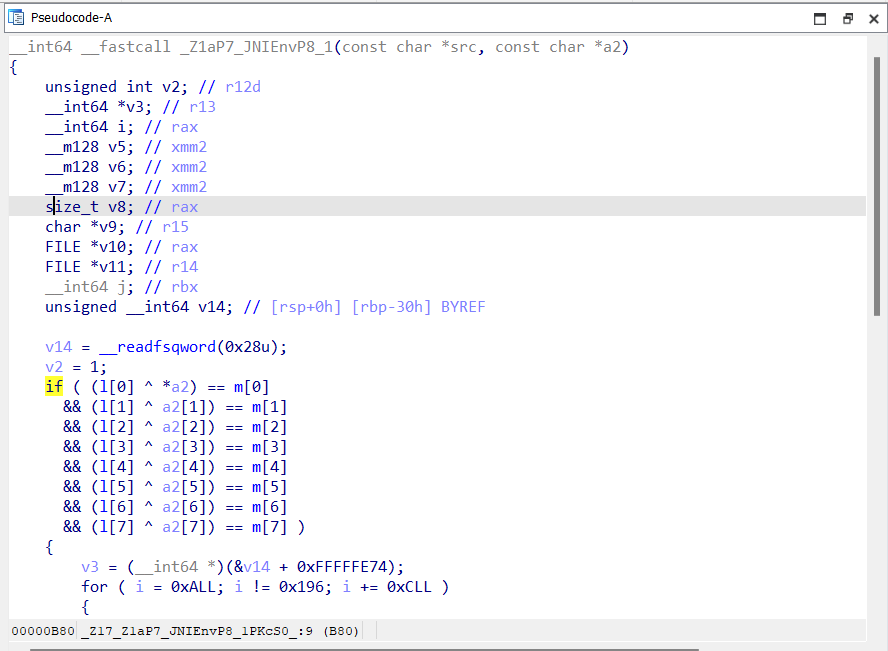 Pseudocode-A
__int64 __fastcall _Z1aP7_JNIEnvP8_1(const char *src, const char *a2)
{
unsigned int v2; // r12d
__int64 *v3; // r13
__int64 i; // rax
__m128 v5; // xmm2
__m128 v6; // xmm2
__m128 v7; // xmm2
size_t v8; // rax
char *v9; // r15
FILE *v10; // rax
FILE *v11; // r14
__int64 j; // rbx
unsigned __int64 v14; // [rsp+0h] [rbp-30h] BYREF
v14 = __readfsqword(0x28u);
v2 = 1;
if ( (l[0] ^ *a2) == m[0]
&& (l[1] ^ a2[1]) == m[1]
&& (l[2] ^ a2[2]) == m[2]
&& (l[3] ^ a2[3]) == m[3]
&& (l[4] ^ a2[4]) == m[4]
&& (l[5] ^ a2[5]) == m[5]
&& (l[6] ^ a2[6]) == m[6]
&& (l[7] ^ a2[7]) == m[7] )
{
v3 = (__int64 *)(&v14 + 0xFFFFFE74);
for ( i = 0xALL; i != 0x196; i += 0xCLL )
{
00000B80 _Z17_Z1aP7_JNIEnvP8_1PKcS0_:9 (B80)